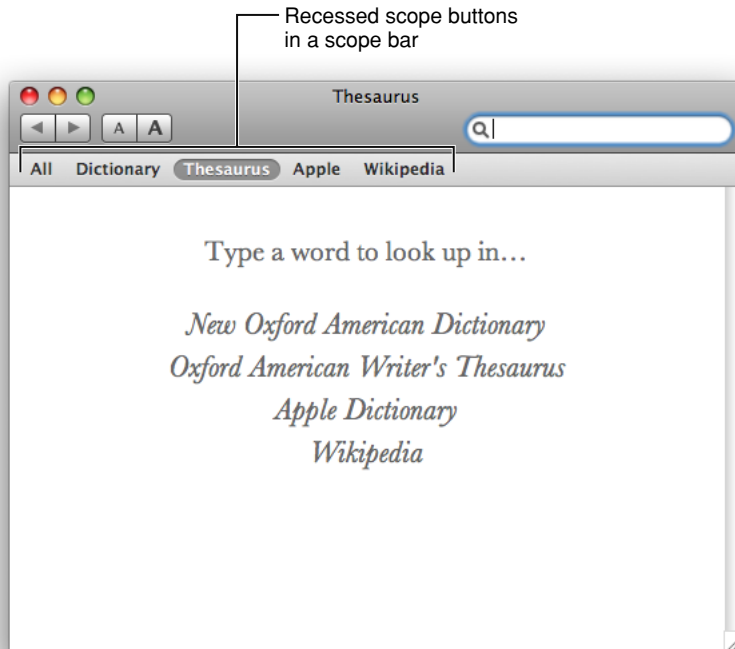 Recessed scope buttons
in a scope bar
Thesaurus
A A
All Dictionary Thesaurus Apple Wikipedia
Type a word to look up in…
New Oxford American Dictionary
Oxford American Writer's Thesaurus
Apple Dictionary
Wikipedia